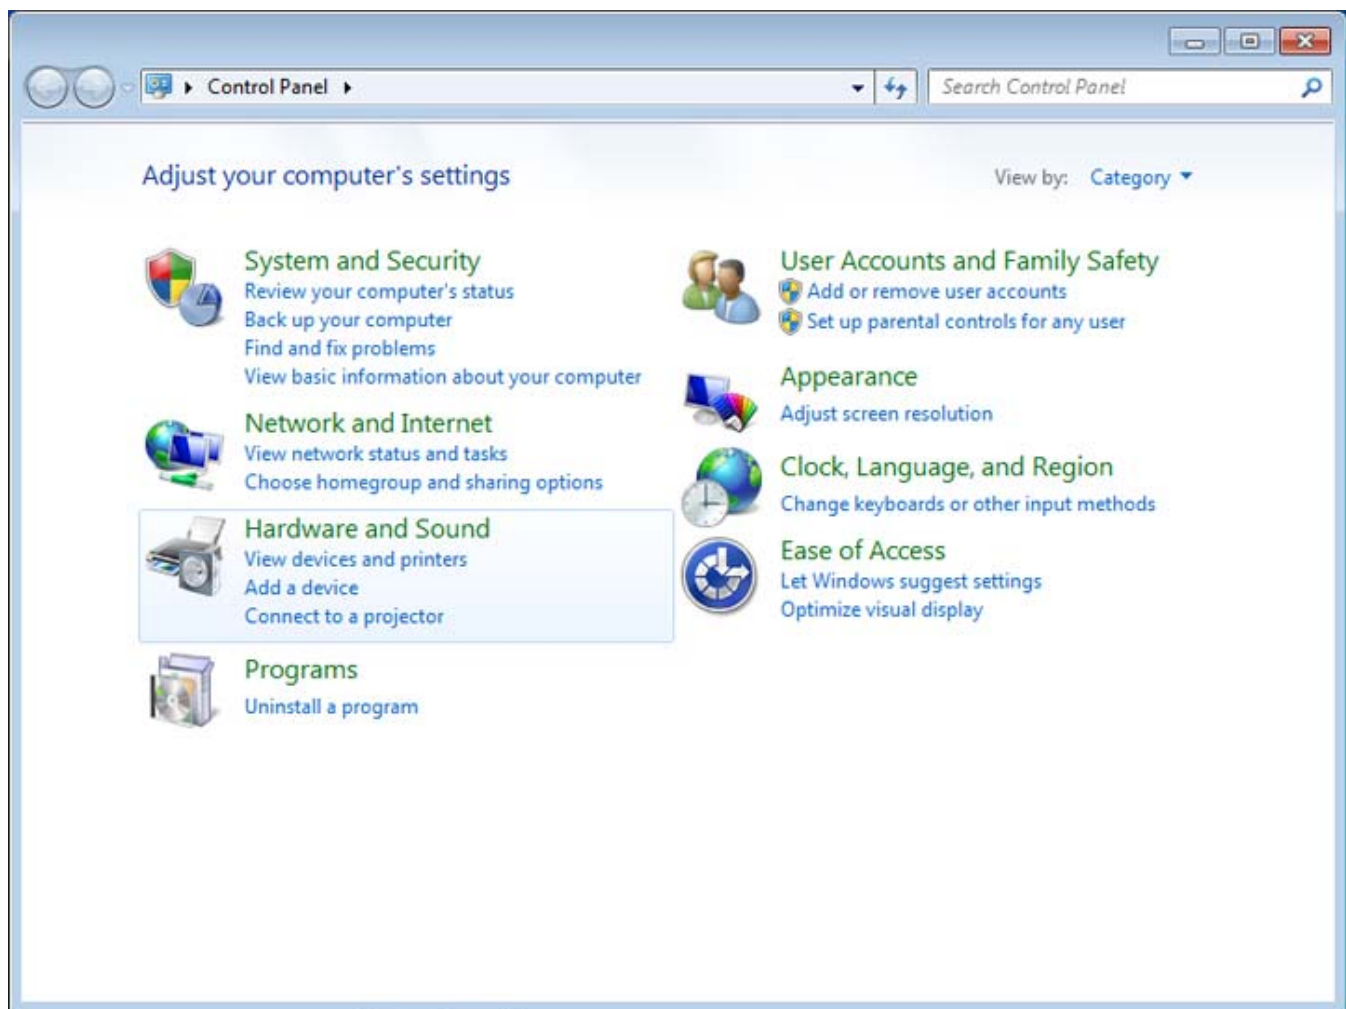 Control Panel
Search Control Panel
Adjust your computer's settings
View by: Category
System and Security
Review your computer's status
Back up your computer
Find and fix problems
View basic information about your computer
Network and Internet
View network status and tasks
Choose homegroup and sharing options
Hardware and Sound
View devices and printers
Add a device
Connect to a projector
Programs
Uninstall a program
User Accounts and Family Safety
Add or remove user accounts
Set up parental controls for any user
Appearance
Adjust screen resolution
Clock, Language, and Region
Change keyboards or other input methods
Ease of Access
Let Windows suggest settings
Optimize visual display